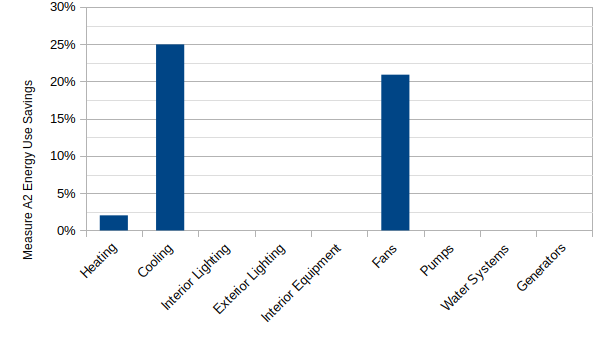 30%
25%
20%
15%
10%
5%
0%
Measure A2 Energy Use Savings
Heating
Cooling
Interior Lighting
Exterior Lighting
Interior Equipment
Fans
Pumps
Water Systems
Generators